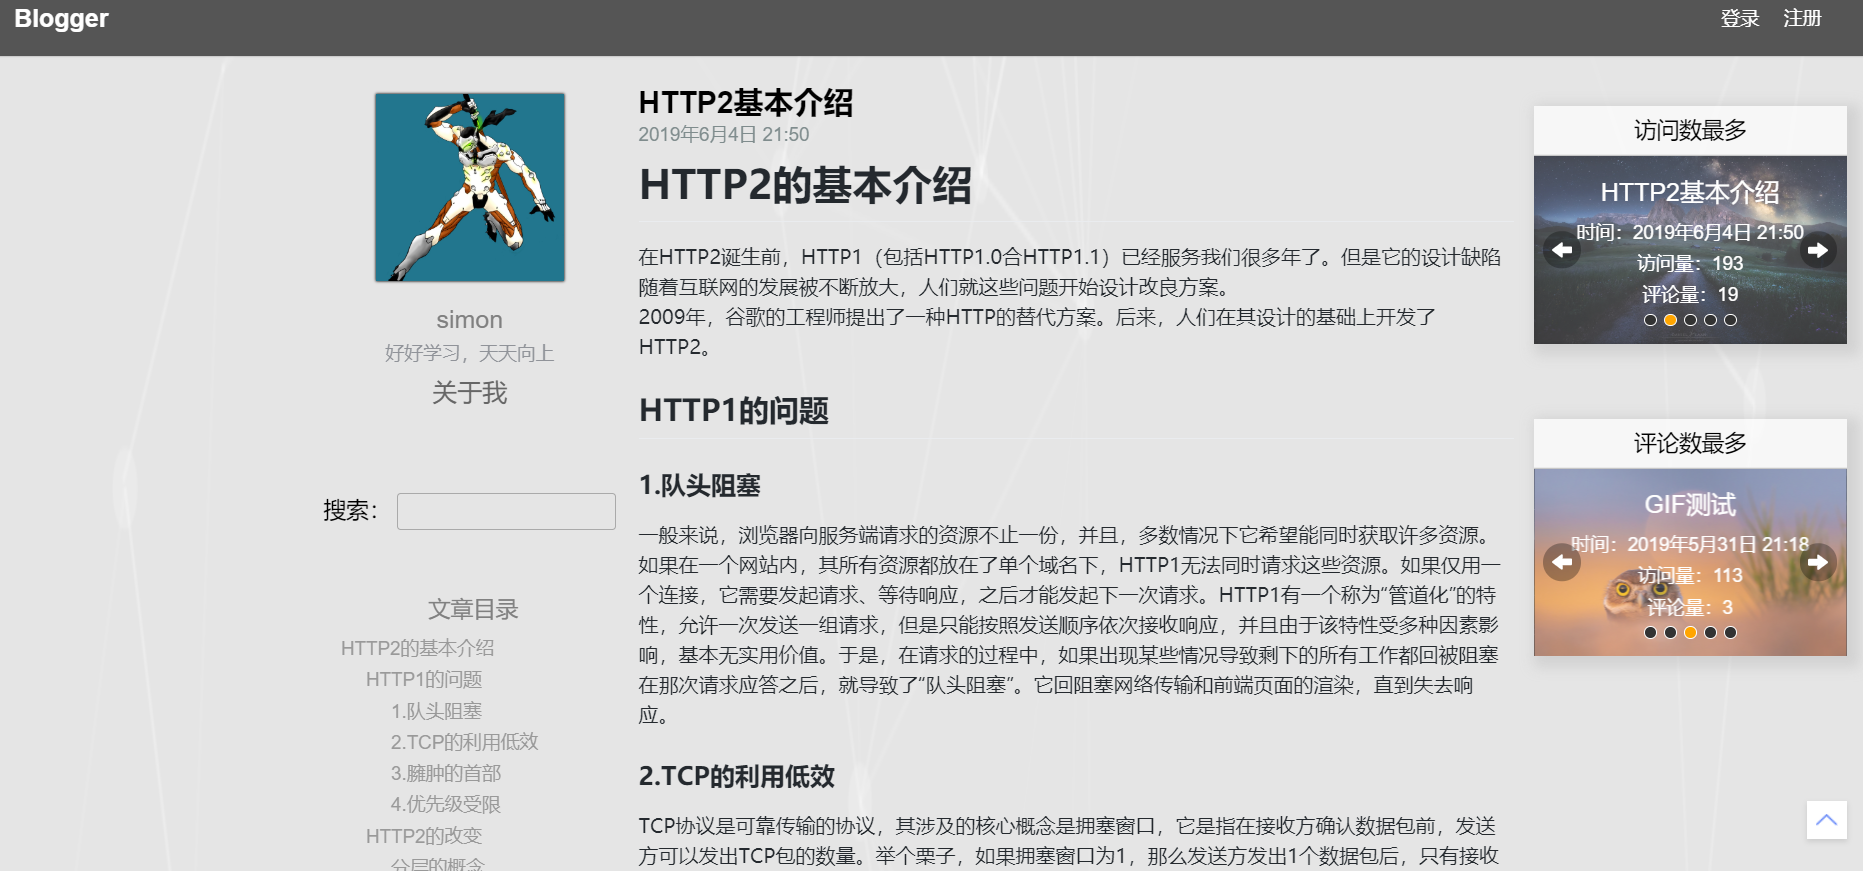 Blogger
登录 注册
simon
好好学习，天天向上
关于我
搜索：
文章目录
HTTP2的基本介绍
HTTP1的问题
1.队头阻塞
2.TCP的利用低效
3.臃肿的首部
4.优先级受限
HTTP2的改变
分层的概念
HTTP2基本介绍
2019年6月4日 21:50
HTTP2的基本介绍
在HTTP2诞生前，HTTP1（包括HTTP1.0合HTTP1.1）已经服务我们很多年了。但是它的设计缺陷
随着互联网的发展被不断放大，人们就这些问题开始设计改良方案。
2009年，谷歌的工程师提出了一种HTTP的替代方案。后来，人们在其设计的基础上开发了
HTTP2。
HTTP1的问题
1.队头阻塞
一般来说，浏览器向服务端请求的资源不止一份，并且，多数情况下它希望能同时获取许多资源。
如果在一个网站内，其所有资源都放在了单个域名下，HTTP1无法同时请求这些资源。如果仅用一
个连接，它需要发起请求、等待响应，之后才能发起下一次请求。HTTP1有一个称为“管道化”的特
性，允许一次发送一组请求，但是只能按照发送顺序依次接收响应，并且由于该特性受多种因素影
响，基本无实用价值。于是，在请求的过程中，如果出现某些情况导致剩下的所有工作都回被阻塞
在那次请求应答之后，就导致了“队头阻塞”。它回阻塞网络传输和前端页面的渲染，直到失去响
应。
2.TCP的利用低效
TCP协议是可靠传输的协议，其涉及的核心概念是拥塞窗口，它是指在接收方确认数据包前，发送
方可以发出TCP包的数量。举个栗子，如果拥塞窗口为1，那么发送方发出1个数据包后，只有接收
访问数最多
HTTP2基本介绍
时间：2019年6月4日 21:50
访问量：193
评论量：19
评论数最多
GIF测试
时间：2019年5月31日 21:18
访问量：113
评论量：3